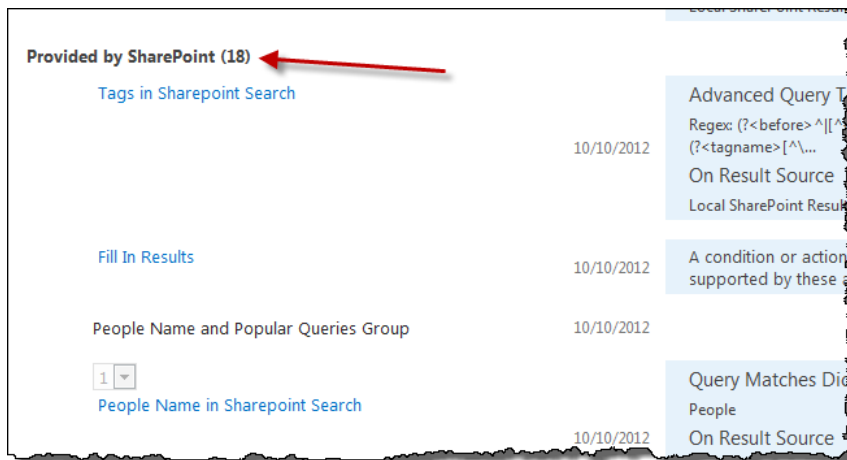 Provided by SharePoint (18)
Tags in Sharepoint Search
Advanced Query
Regex: (?<before>^|[^
10/10/2012
(?<tagname>[^\...
On Result Source
Local SharePoint
Fill In Results
A condition or action
10/10/2012
supported by these
People Name and Popular Queries Group
10/10/2012
1
Query Matches
People Name in Sharepoint Search
People
10/10/2012
On Result Source